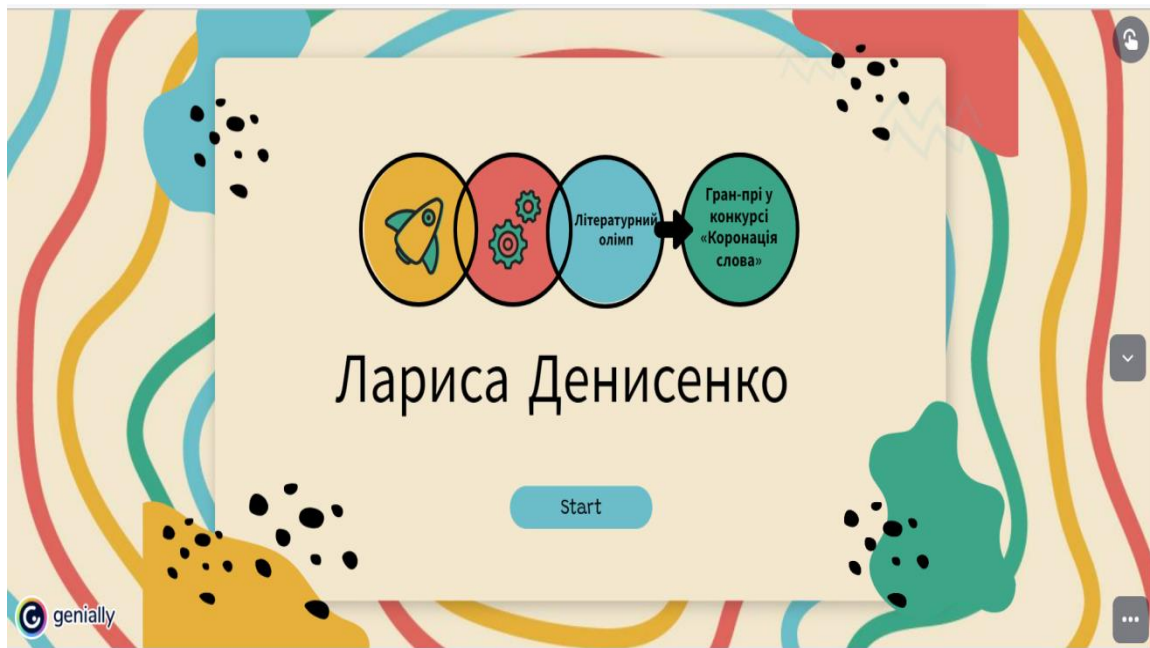 Літературний
олімп
Гран-прі у
конкурсі
«Коронація
слова»
Лариса Денисенко
Start
genially